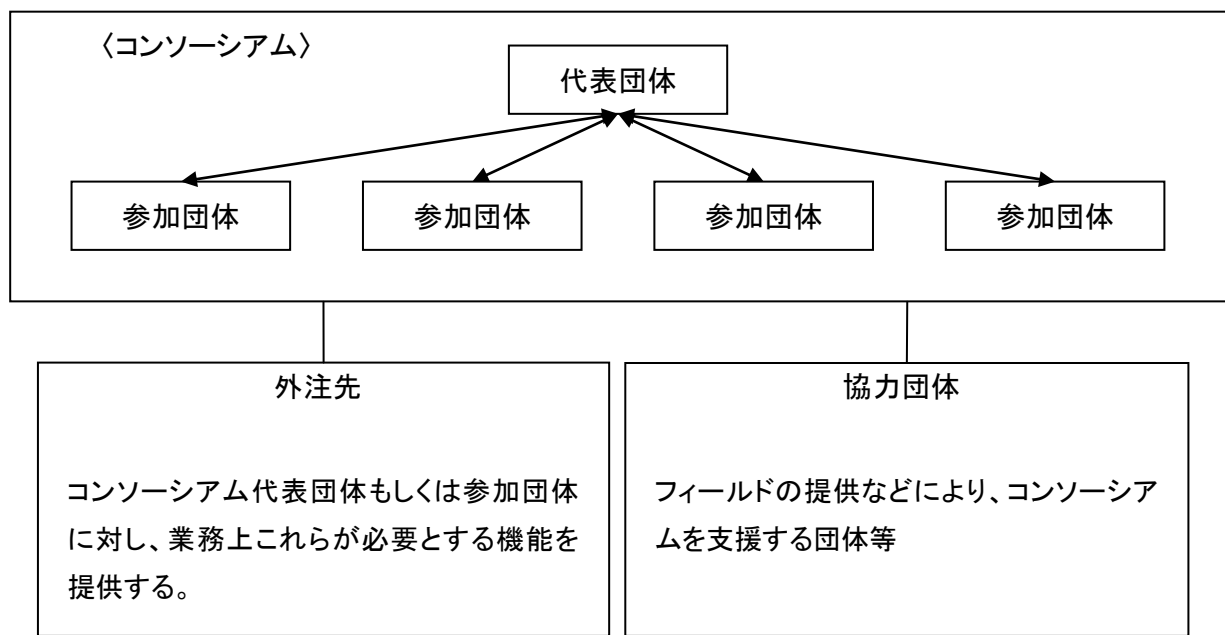 〈コンソーシアム〉
代表団体
参加団体
参加団体
参加団体
参加団体
外注先
コンソーシアム代表団体もしくは参加団体
に対し、業務上これらが必要とする機能を
提供する。
協力団体
フィールドの提供などにより、コンソーシア
ムを支援する団体等